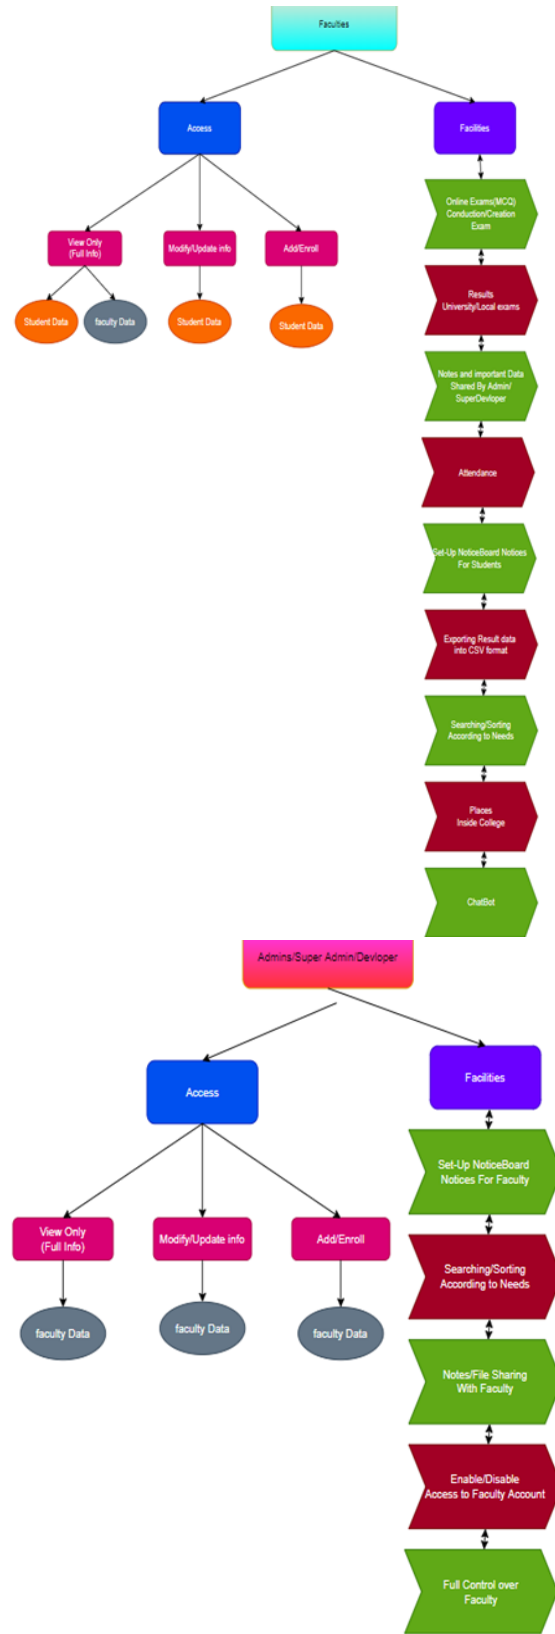 Faculties
Access
Facilities
Online Exams(MCQ)
Conduction/Creation
Exam
View Only
(Full Info)
Modify/Update info
Add/Enroll
Results
University/Local exams
Student Data
faculty Data
Student Data
Student Data
Notes and important Data
Shared By Admin/
SuperDevloper
Attendance
Set-Up NoticeBoard Notices
For Students
Exporting Result data
into CSV format
Searching/Sorting
According to Needs
Places
Inside College
ChatBot
Admins/Super Admin/Devloper
Access
Facilities
Set-Up NoticeBoard
Notices For Faculty
View Only
(Full Info)
Modify/Update info
Add/Enroll
Searching/Sorting
According to Needs
faculty Data
faculty Data
faculty Data
Notes/File Sharing
With Faculty
Enable/Disable
Access to Faculty Account
Full Control over
Faculty